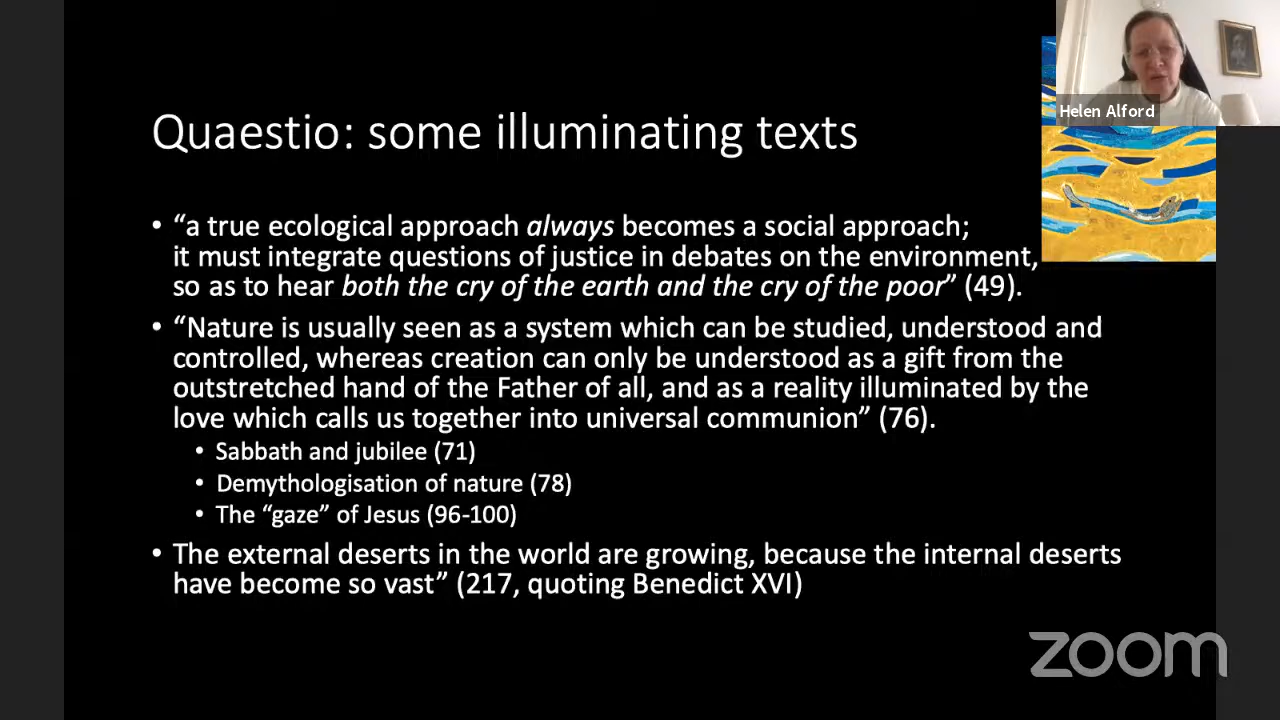 Helen Alford
Quaestio: some illuminating texts
• “a true ecological approach always becomes a social approach;
it must integrate questions of justice in debates on the environment,
so as to hear both the cry of the earth and the cry of the poor” (49).
• “Nature is usually seen as a system which can be studied, understood and
controlled, whereas creation can only be understood as a gift from the
outstretched hand of the Father of all, and as a reality illuminated by the
love which calls us together into universal communion” (76).
• Sabbath and jubilee (71)
• Demythologisation of nature (78)
• The “gaze” of Jesus (96-100)
• The external deserts in the world are growing, because the internal deserts
have become so vast” (217, quoting Benedict XVI)
zoom